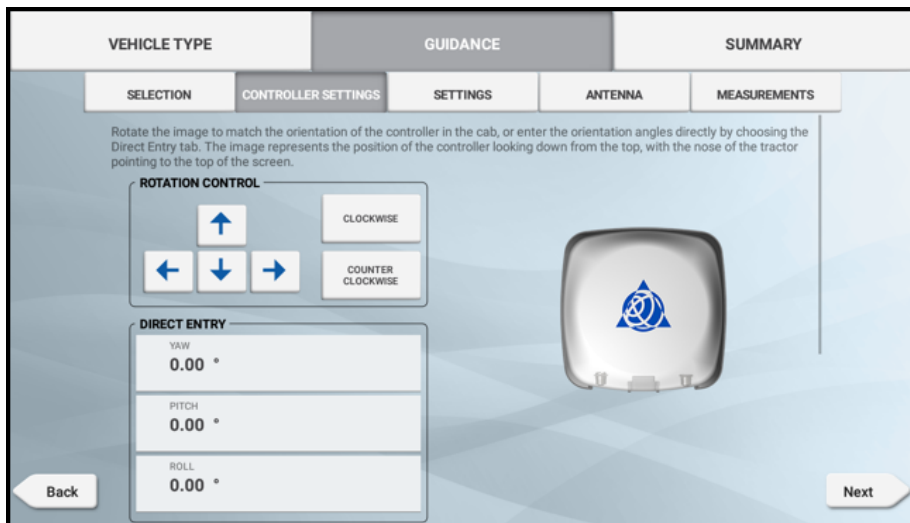 VEHICLE TYPE
GUIDANCE
SUMMARY
SELECTION
CONTROLLER SETTINGS
SETTINGS
ANTENNA
MEASUREMENTS
Rotate the image to match the orientation of the controller in the cab, or enter the orientation angles directly by choosing the
Direct Entry tab. The image represents the position of the controller looking down from the top, with the nose of the tractor
pointing to the top of the screen.
ROTATION CONTROL
CLOCKWISE
COUNTER
CLOCKWISE
DIRECT ENTRY
YAW
0.00 °
PITCH
0.00 °
ROLL
0.00 °
Back
Next